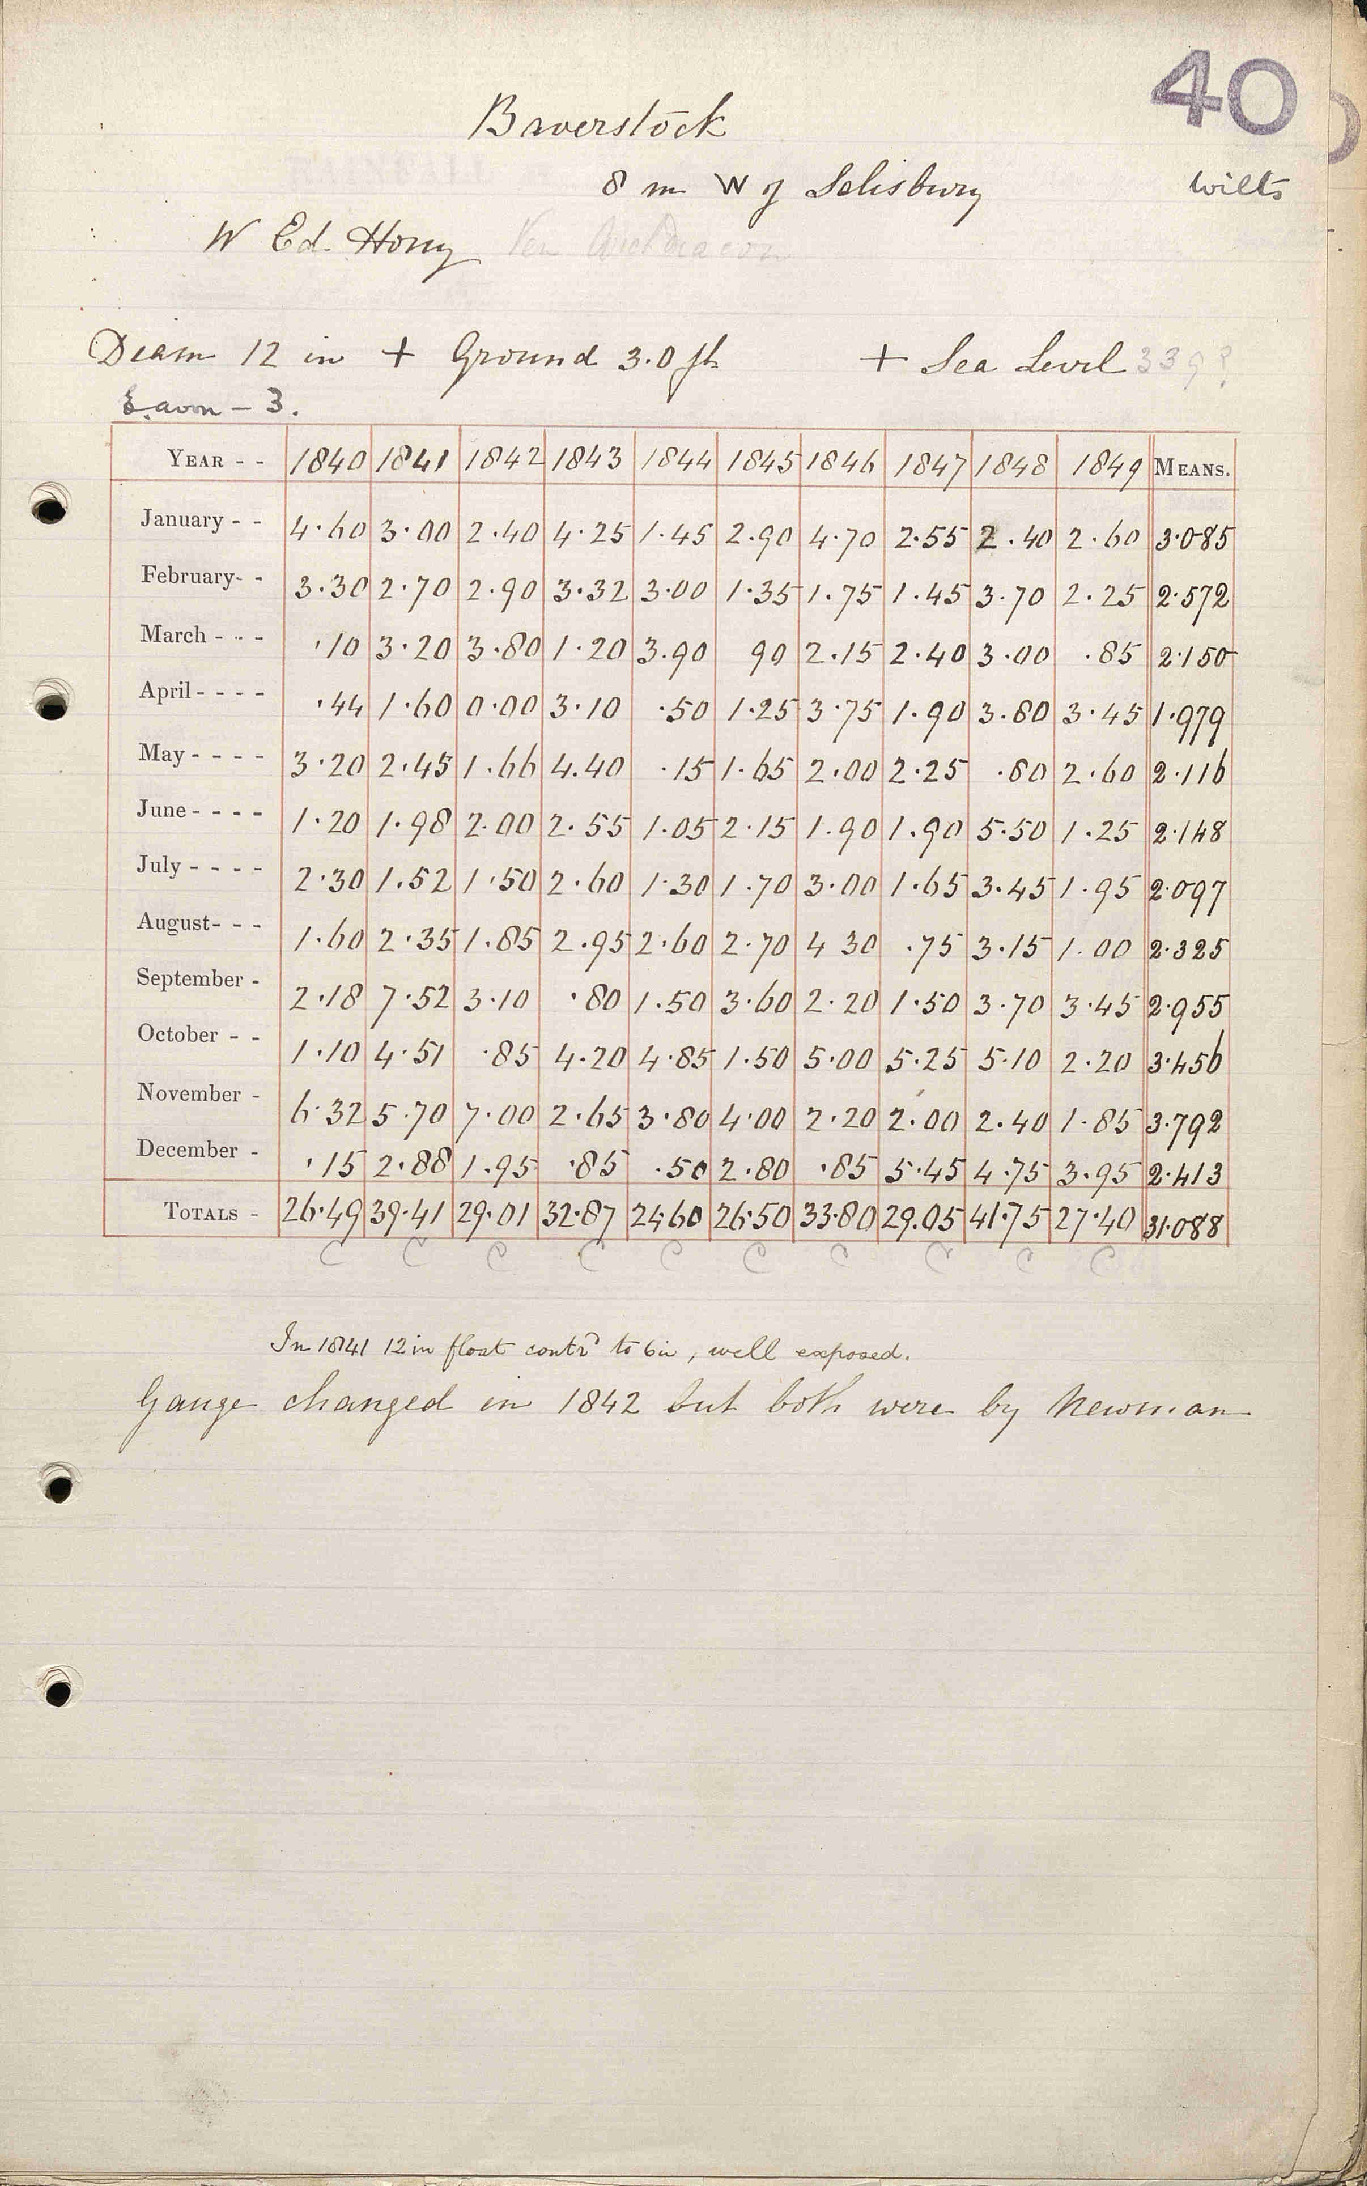 40
Baverstock
8 m W of Salisbury Wilts
W Ed. Hony Ven Archdeacon
Diam 12 in + Ground 3.0 ft + Sea Level 339?
E. avon - 3.
YEAR - - 1840 1841 1842 1843 1844 1845 1846 1847 1848 1849 MEANS.
January - - 4.60 3.00 2.40 4.25 1.45 2.90 4.70 2.55 2.40 2.60 3.085
February- - 3.30 2.70 2.90 3.32 3.00 1.35 1.75 1.45 3.70 2.25 2.572
March - - - .10 3.20 3.80 1.20 3.90 90 2.15 2.40 3.00 .85 2.150
April - - - - .44 1.60 0.00 3.10 .50 1.25 3.75 1.90 3.80 3.45 1.979
May - - - - 3.20 2.45 1.66 4.40 .15 1.65 2.00 2.25 .80 2.60 2.116
June - - - - 1.20 1.98 2.00 2.55 1.05 2.15 1.90 1.90 5.50 1.25 2.148
July - - - - 2.30 1.52 1.50 2.60 1.30 1.70 3.00 1.65 3.45 1.95 2.097
August- - - 1.60 2.35 1.85 2.95 2.60 2.70 4 30 .75 3.15 1.00 2.325
September - 2.18 7.52 3.10 .80 1.50 3.60 2.20 1.50 3.70 3.45 2.955
October - - 1.10 4.51 .85 4.20 4.85 1.50 5.00 5.25 5.10 2.20 3.456
November - 6.32 5.70 7.00 2.65 3.80 4.00 2.20 2.00 2.40 1.85 3.792
December - .15 2.88 1.95 .85 .50 2.80 .85 5.45 4.75 3.95 2.413
TOTALS - 26.49 39.41 29.01 32.87 24.60 26.50 33.80 29.05 41.75 27.40 31.088
C C C C C C C C C C
In 1841 12 in float contrd to 6 in, well exposed.
Gauge changed in 1842 but both were by Newman